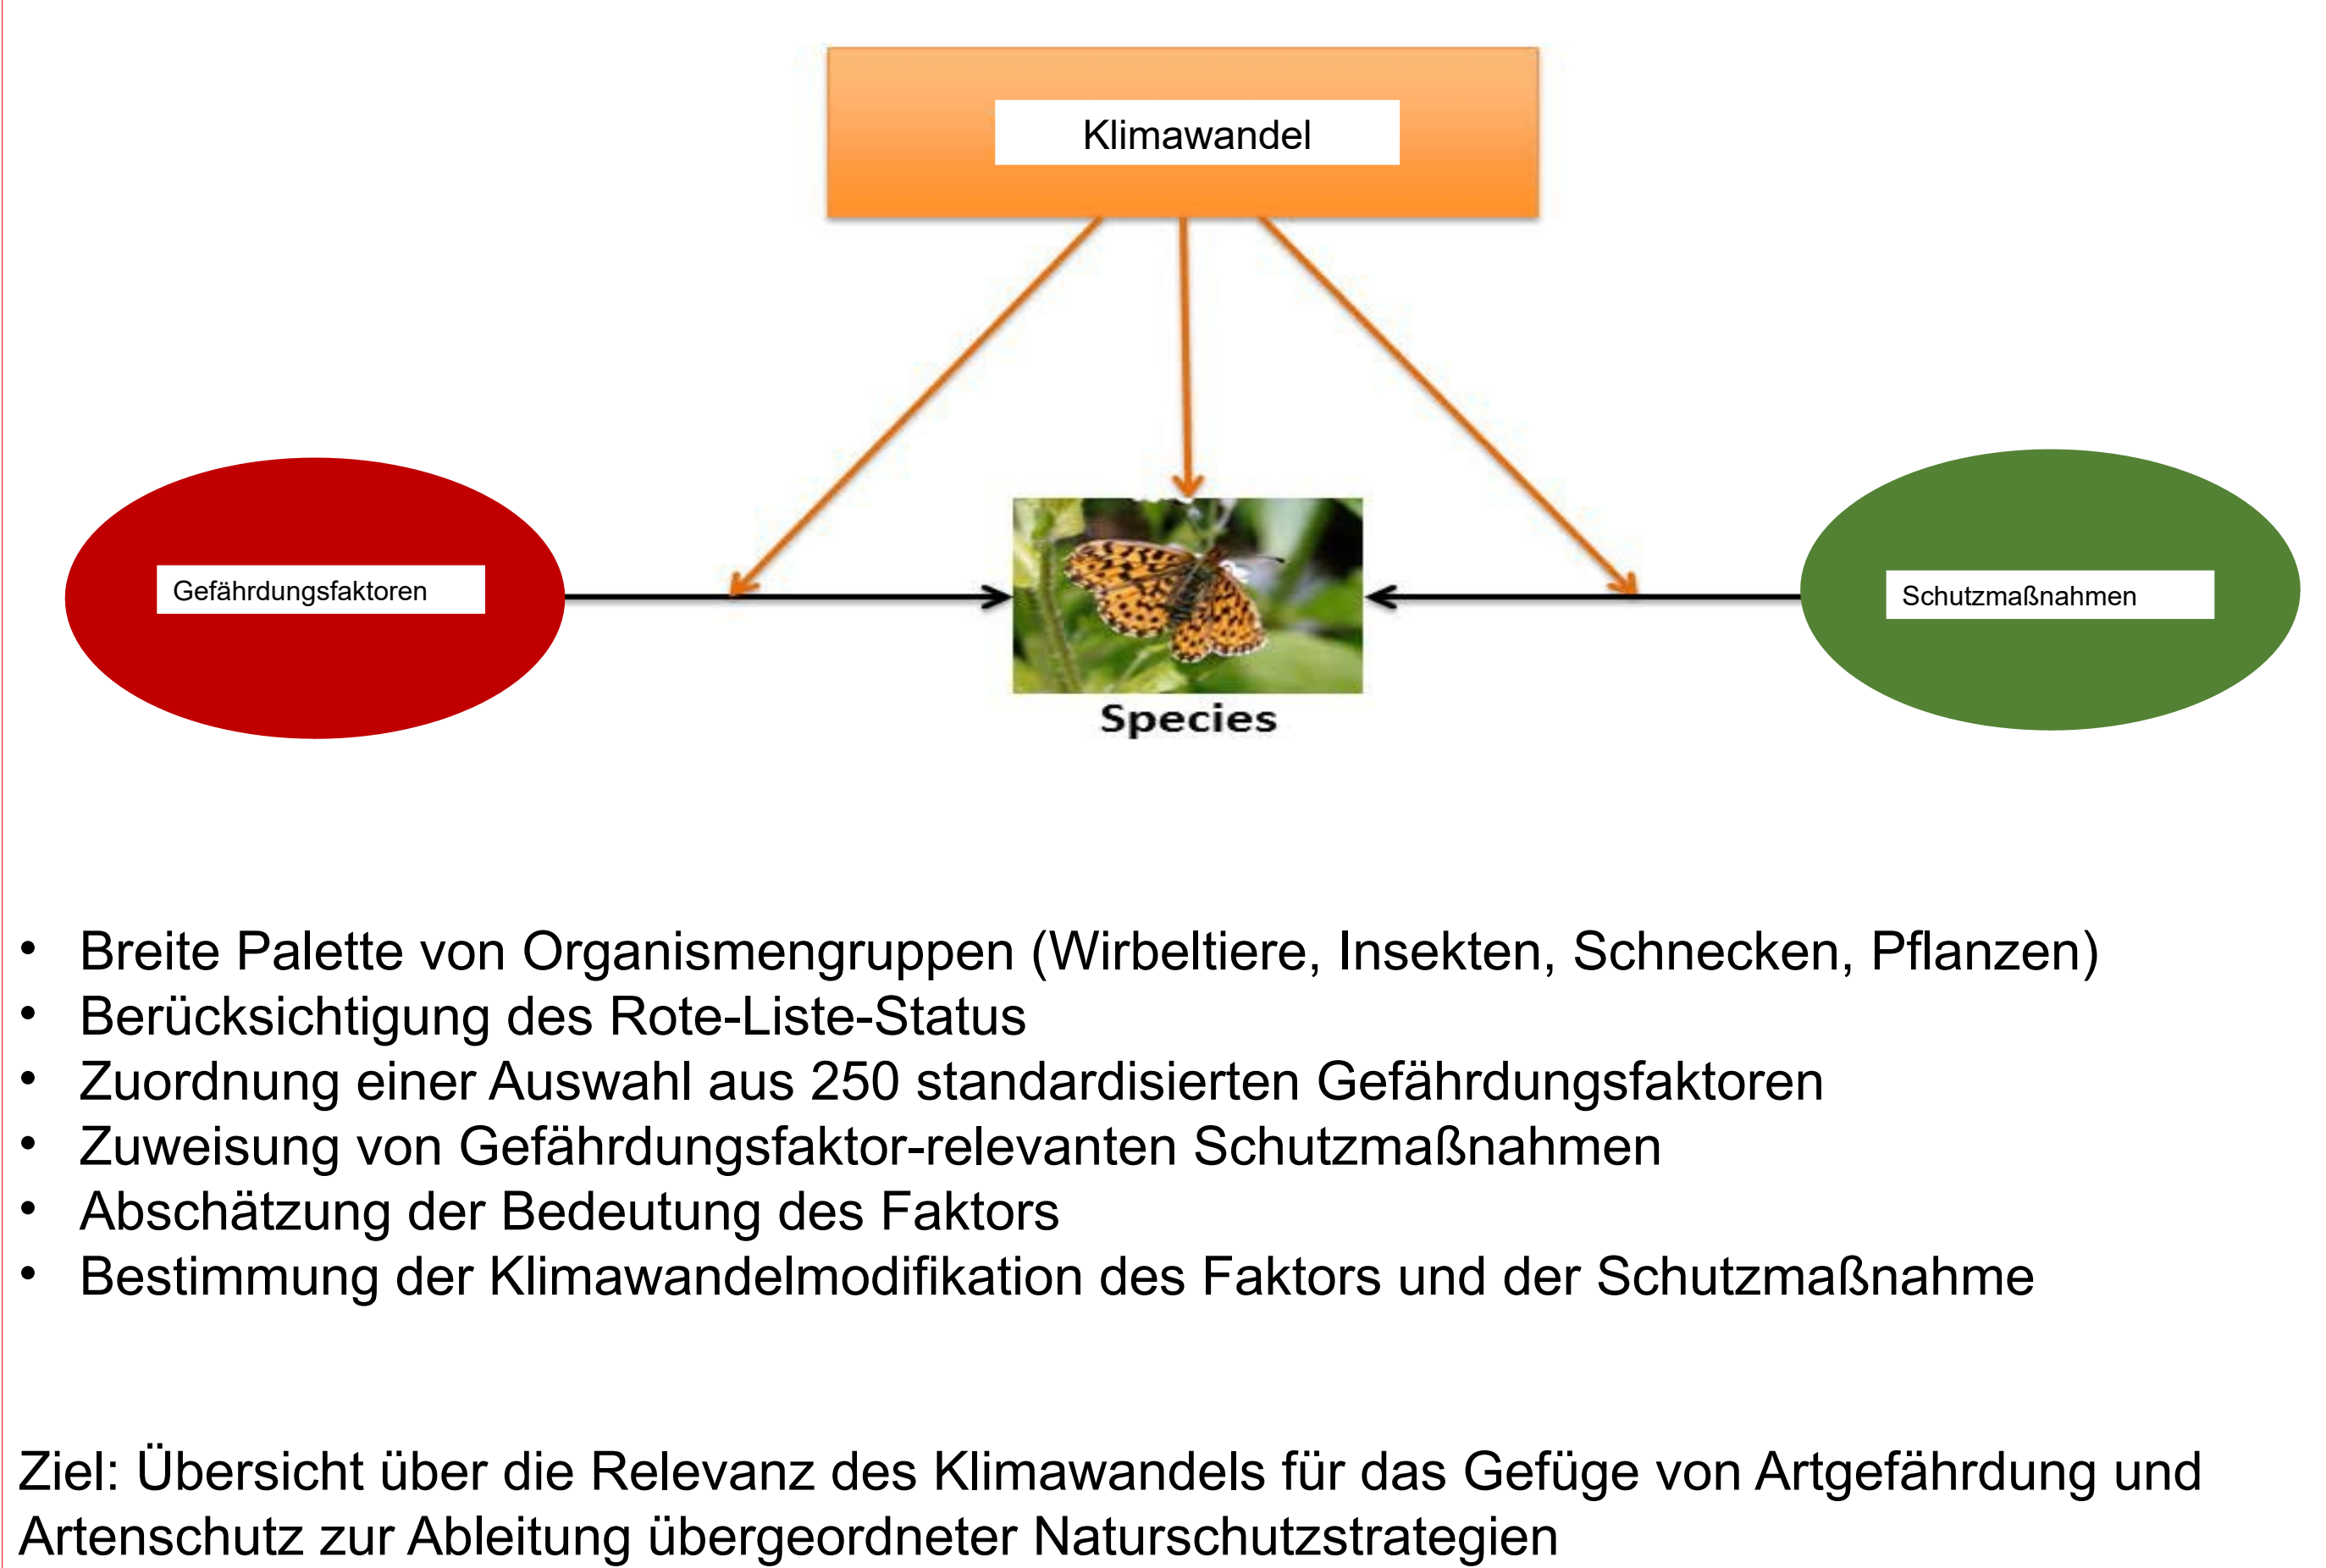 Klimawandel
Gefährdungsfaktoren
Schutzmaßnahmen
Species
• Breite Palette von Organismengruppen (Wirbeltiere, Insekten, Schnecken, Pflanzen)
• Berücksichtigung des Rote-Liste-Status
• Zuordnung einer Auswahl aus 250 standardisierten Gefährdungsfaktoren
• Zuweisung von Gefährdungsfaktor-relevanten Schutzmaßnahmen
• Abschätzung der Bedeutung des Faktors
• Bestimmung der Klimawandelmodifikation des Faktors und der Schutzmaßnahme
Ziel: Übersicht über die Relevanz des Klimawandels für das Gefüge von Artgefährdung und
Artenschutz zur Ableitung übergeordneter Naturschutzstrategien